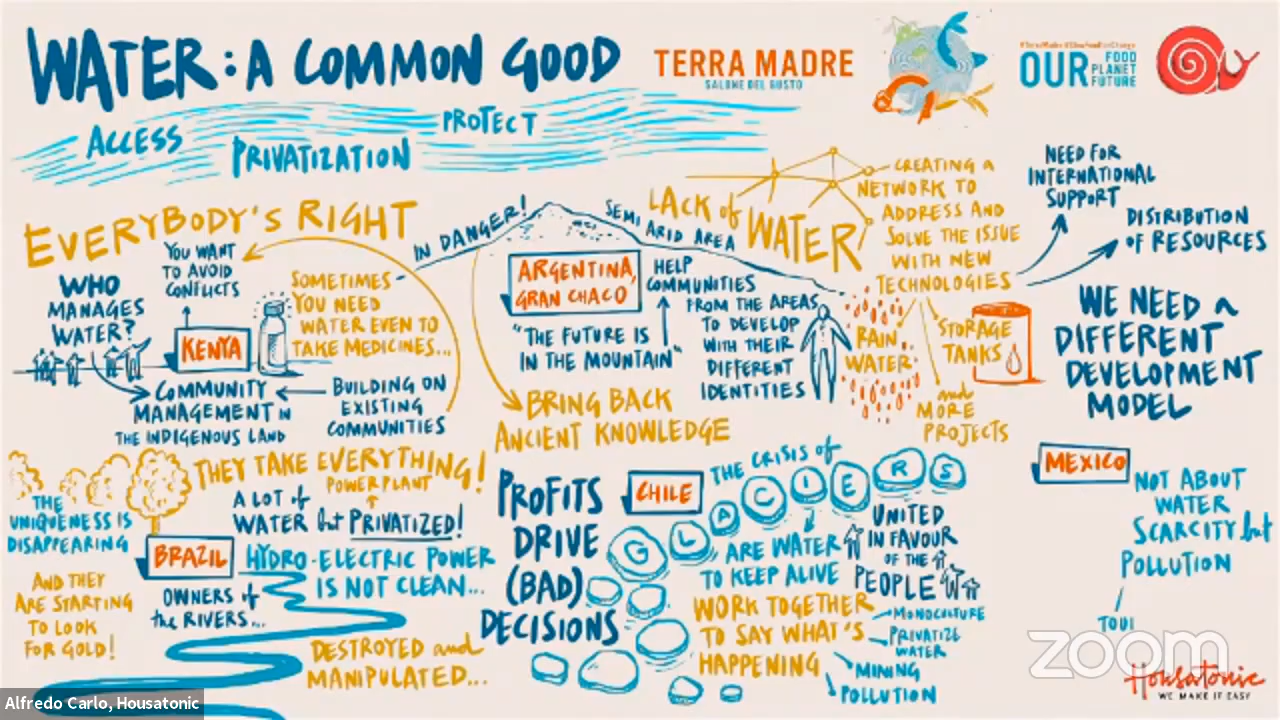 WATER: A COMMON GOOD
TERRA MADRE
SALONE DEL GUSTO
OUR FOOD
PLANET
FUTURE
ACCESS
PRIVATIZATION
PROTECT
EVERYBODY'S RIGHT
WHO
MANAGES
WATER?
YOU WANT
TO AVOID
CONFLICTS
KENYA
SOMETIMES
YOU NEED
WATER EVEN TO
TAKE MEDICINES...
COMMUNITY
MANAGEMENT IN
THE INDIGENOUS LAND
BUILDING ON
EXISTING
COMMUNITIES
IN DANGER!
SEMI ARID AREA
ARGENTINA,
GRAN CHACO
"THE FUTURE IS
IN THE MOUNTAIN"
HELP
COMMUNITIES
FROM THE AREAS
TO DEVELOP
WITH THEIR
DIFFERENT
IDENTITIES
BRING BACK
ANCIENT KNOWLEDGE
LACK of
WATER!
CREATING A
NETWORK TO
ADDRESS AND
SOLVE THE ISSUE
WITH NEW
TECHNOLOGIES
RAIN
WATER
STORAGE
TANKS
and
MORE
PROJECTS
NEED FOR
INTERNATIONAL
SUPPORT
DISTRIBUTION
OF RESOURCES
WE NEED A
DIFFERENT
DEVELOPMENT
MODEL
THEY TAKE EVERYTHING!
POWER PLANT
A LOT of
WATER but PRIVATIZED!
THE
UNIQUENESS IS
DISAPPEARING
BRAZIL
HYDRO-ELECTRIC POWER
IS NOT CLEAN...
AND THEY
ARE STARTING
TO LOOK
FOR GOLD!
OWNERS of
the RIVERS...
DESTROYED and
MANIPULATED...
PROFITS
DRIVE
(BAD)
DECISIONS
CHILE
THE CRISIS of
GLACIERS
ARE WATER
TO KEEP ALIVE
UNITED
IN FAVOUR
OF THE
PEOPLE
WORK TOGETHER
TO SAY WHAT'S
HAPPENING
MONOCULTURE
PRIVATIZE
WATER
MINING
POLLUTION
MEXICO
NOT ABOUT
WATER
SCARCITY but
POLLUTION
zoom
Housatonic
WE MAKE IT EASY
Alfredo Carlo, Housatonic